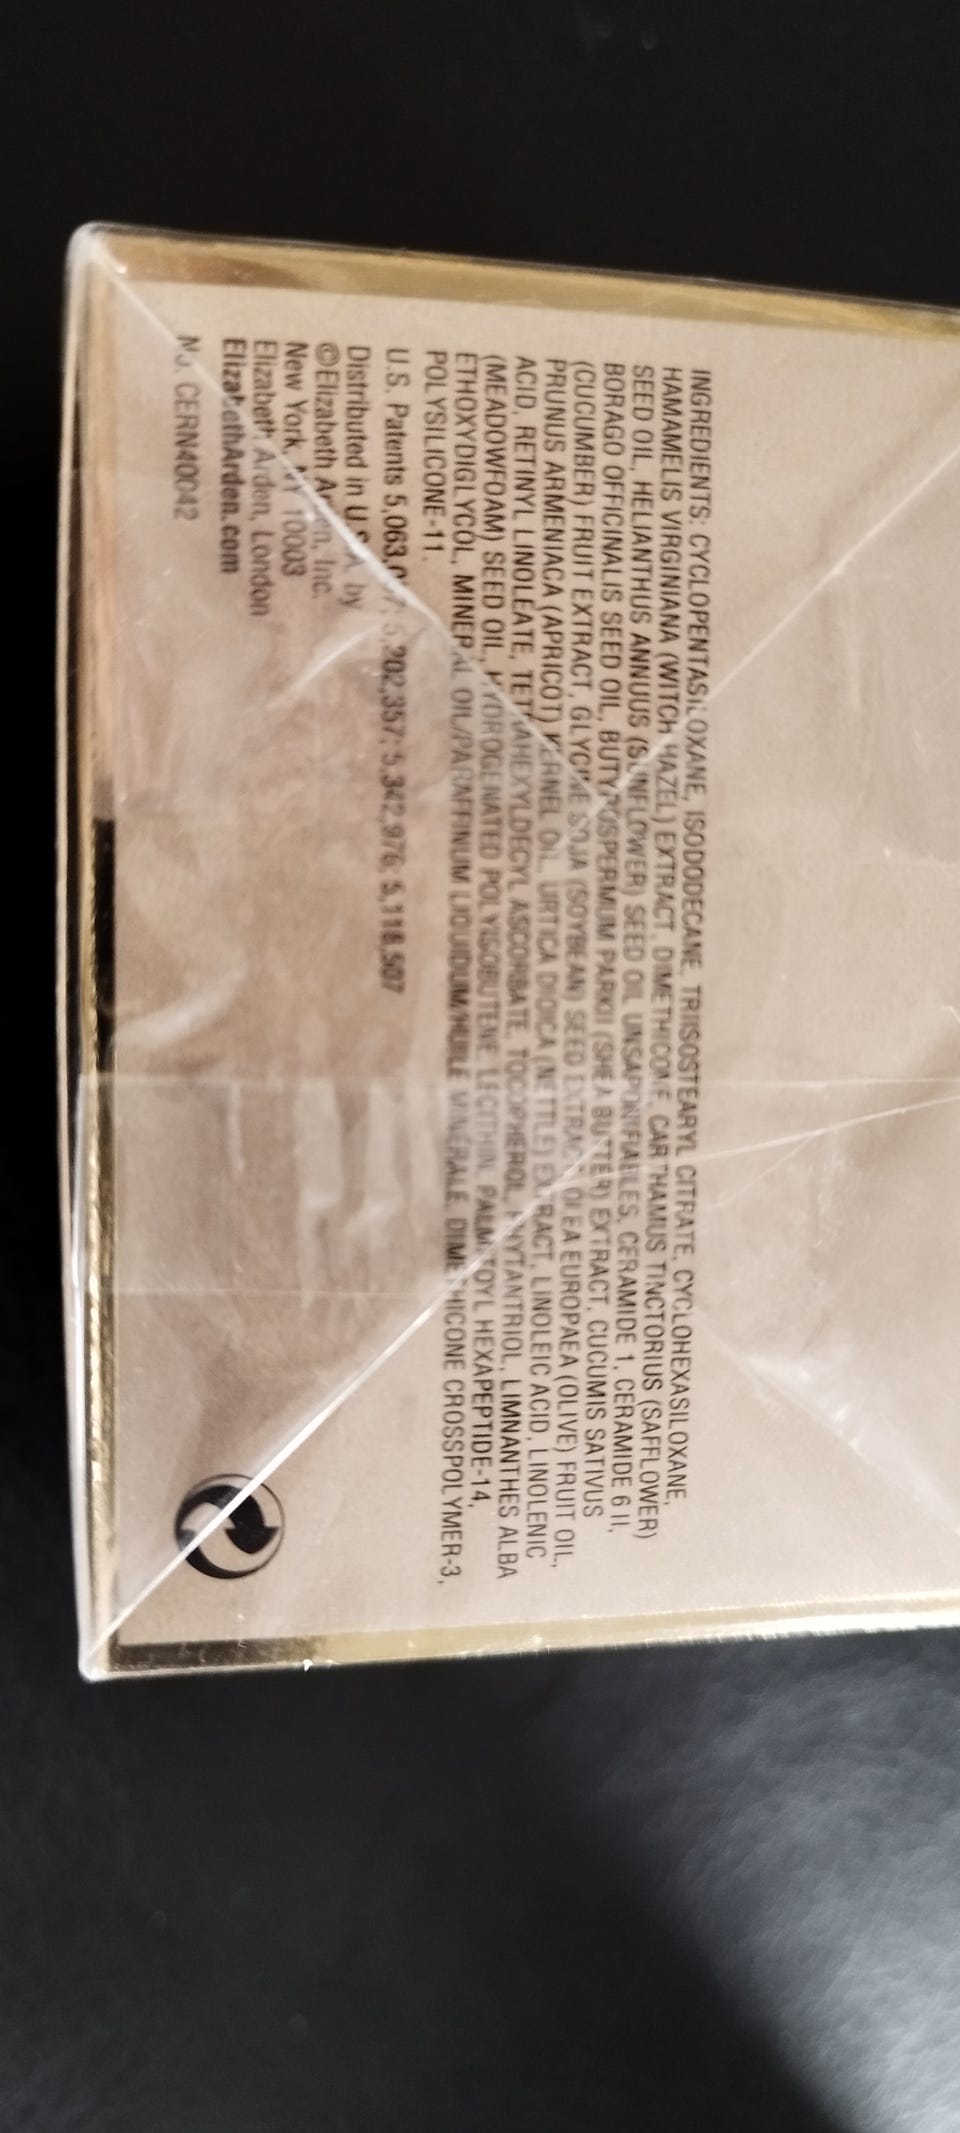 INGREDIENTS: CYCLOPENTASILOXANE, ISODODECANE, TRIISOSTEARYL CITRATE, CYCLOHEXASILOXANE,
HAMAMELIS VIRGINIANA (WITCH HAZEL) EXTRACT, DIMETHICONE, CARTHAMUS TINCTORIUS (SAFFLOWER)
SEED OIL, HELIANTHUS ANNUUS (SUNFLOWER) SEED OIL UNSAPONIFIABLES, CERAMIDE 1, CERAMIDE 6 II,
BORAGO OFFICINALIS SEED OIL, BUTYROSPERMUM PARKII (SHEA BUTTER) EXTRACT, CUCUMIS SATIVUS
(CUCUMBER) FRUIT EXTRACT, GLYCINE SOJA (SOYBEAN) SEED EXTRACT, OLEA EUROPAEA (OLIVE) FRUIT OIL,
PRUNUS ARMENIACA (APRICOT) KERNEL OIL, URTICA DIOICA (NETTLE) EXTRACT, LINOLEIC ACID, LINOLENIC
ACID, RETINYL LINOLEATE, TETRAHEXYLDECYL ASCORBATE, TOCOPHEROL, PHYTANTRIOL, LIMNANTHES ALBA
(MEADOWFOAM) SEED OIL, HYDROGENATED POLYISOBUTENE, LECITHIN, PALMITOYL HEXAPEPTIDE-14,
ETHOXYDIGLYCOL, MINERAL OIL/PARAFFINUM LIQUIDUM/HUILE MINÉRALE, DIMETHICONE CROSSPOLYMER-3,
POLYSILICONE-11.
U.S. Patents 5,202,357; 5,342,976; 5,118,507
Distributed in U.S.A. by
©Elizabeth Arden, Inc.
New York, NY 10003
Elizabeth Arden, London
ElizabethArden.com
NJ. CERN40042